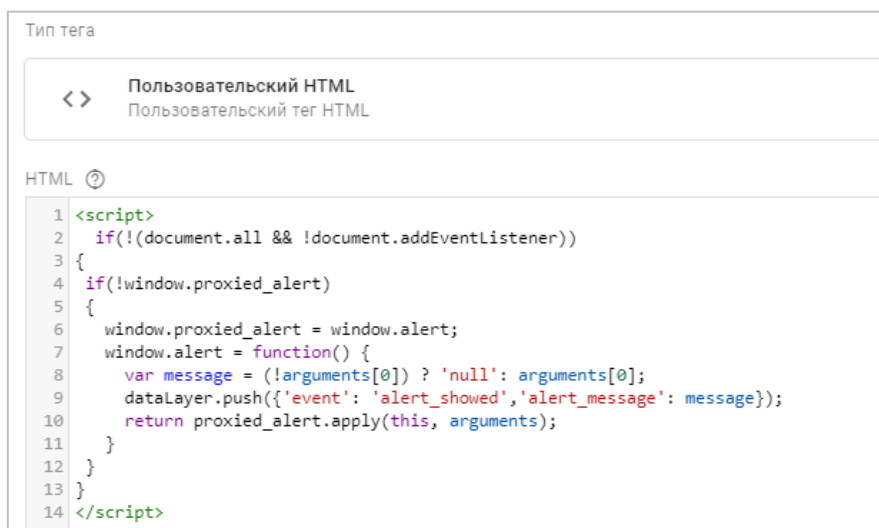 Тип тега
<> Пользовательский HTML
Пользовательский тег HTML
HTML ?
1 <script>
2 if(!(document.all && !document.addEventListener))
3 {
4 if(!window.proxied_alert)
5 {
6 window.proxied_alert = window.alert;
7 window.alert = function() {
8 var message = (!arguments[0]) ? 'null': arguments[0];
9 dataLayer.push({'event': 'alert_showed','alert_message': message});
10 return proxied_alert.apply(this, arguments);
11 }
12 }
13 }
14 </script>